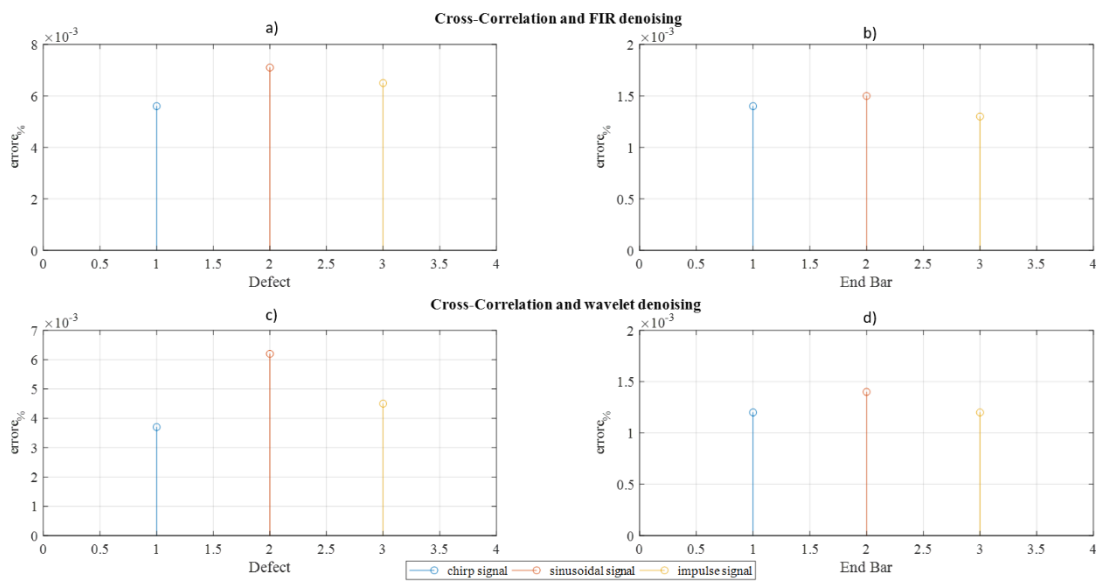 Cross-Correlation and FIR denoising
a)
×10⁻³
8
6
4
2
0
errore%
0 0.5 1 1.5 2 2.5 3 3.5 4
Defect
b)
×10⁻³
2
1.5
1
0.5
0
errore%
0 0.5 1 1.5 2 2.5 3 3.5 4
End Bar
Cross-Correlation and wavelet denoising
c)
×10⁻³
7
6
5
4
3
2
1
0
errore%
0 0.5 1 1.5 2 2.5 3 3.5 4
Defect
d)
×10⁻³
2
1.5
1
0.5
0
errore%
0 0.5 1 1.5 2 2.5 3 3.5 4
End Bar
chirp signal sinusoidal signal impulse signal